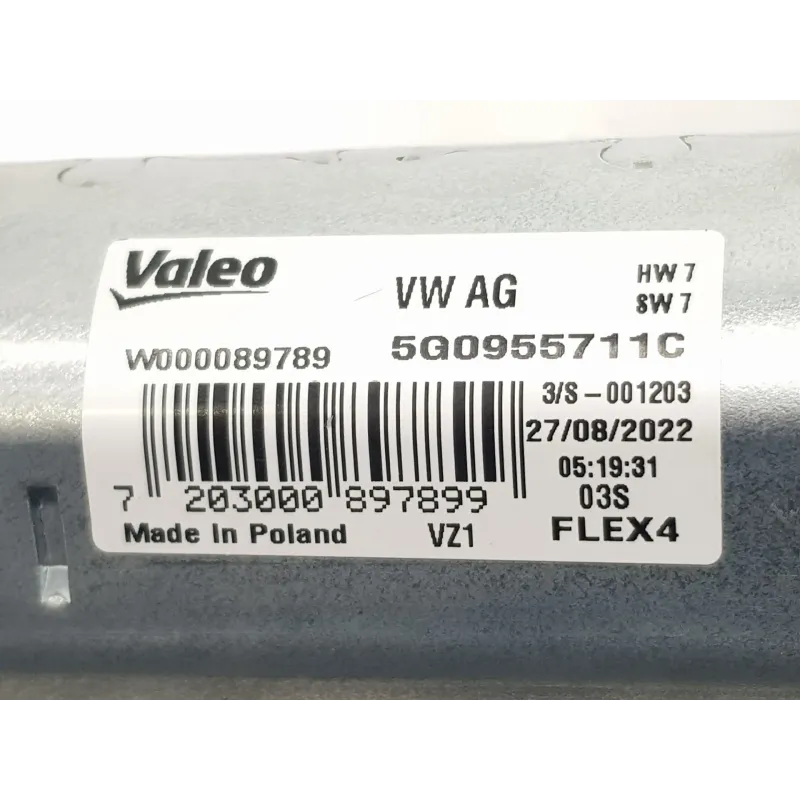 Valeo
VW AG
HW 7
SW 7
W000089789
5G0955711C
3/S-001203
27/08/2022
05:19:31
03S
7 203000 897899
Made In Poland
VZ1
FLEX4